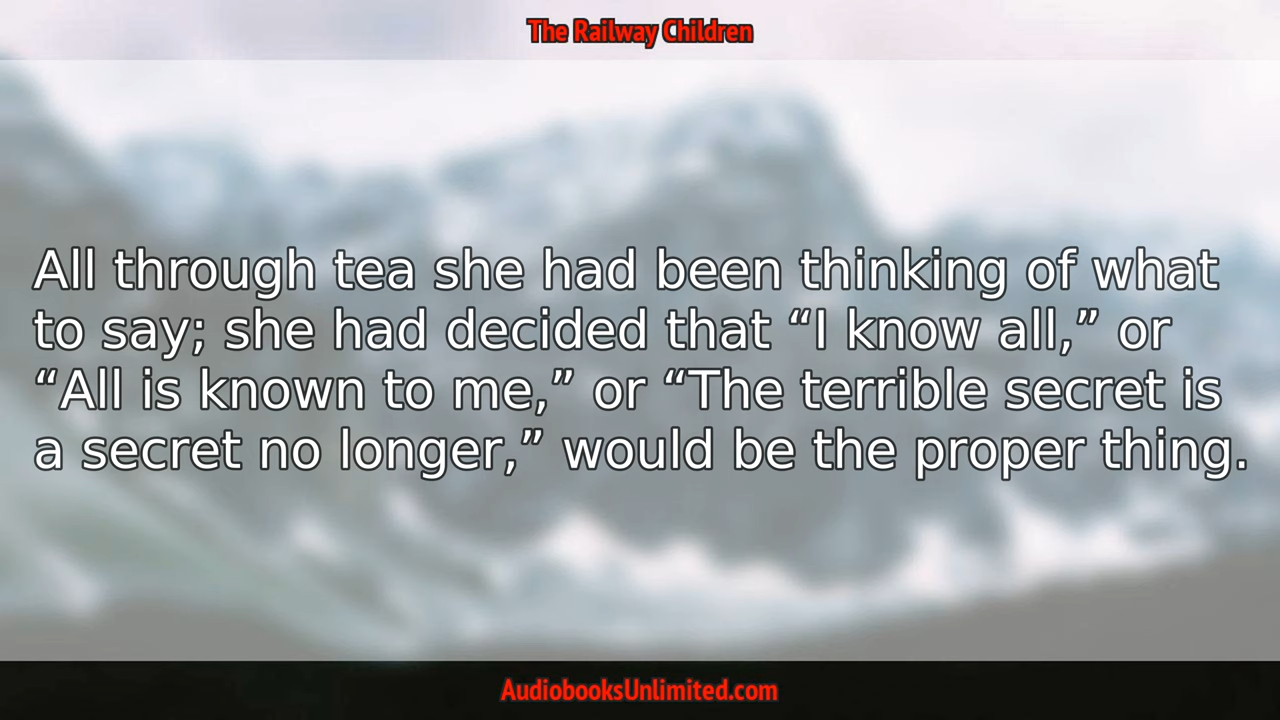 The Railway Children
All through tea she had been thinking of what
to say; she had decided that “I know all,” or
“All is known to me,” or “The terrible secret is
a secret no longer,” would be the proper thing.
AudiobooksUnlimited.com